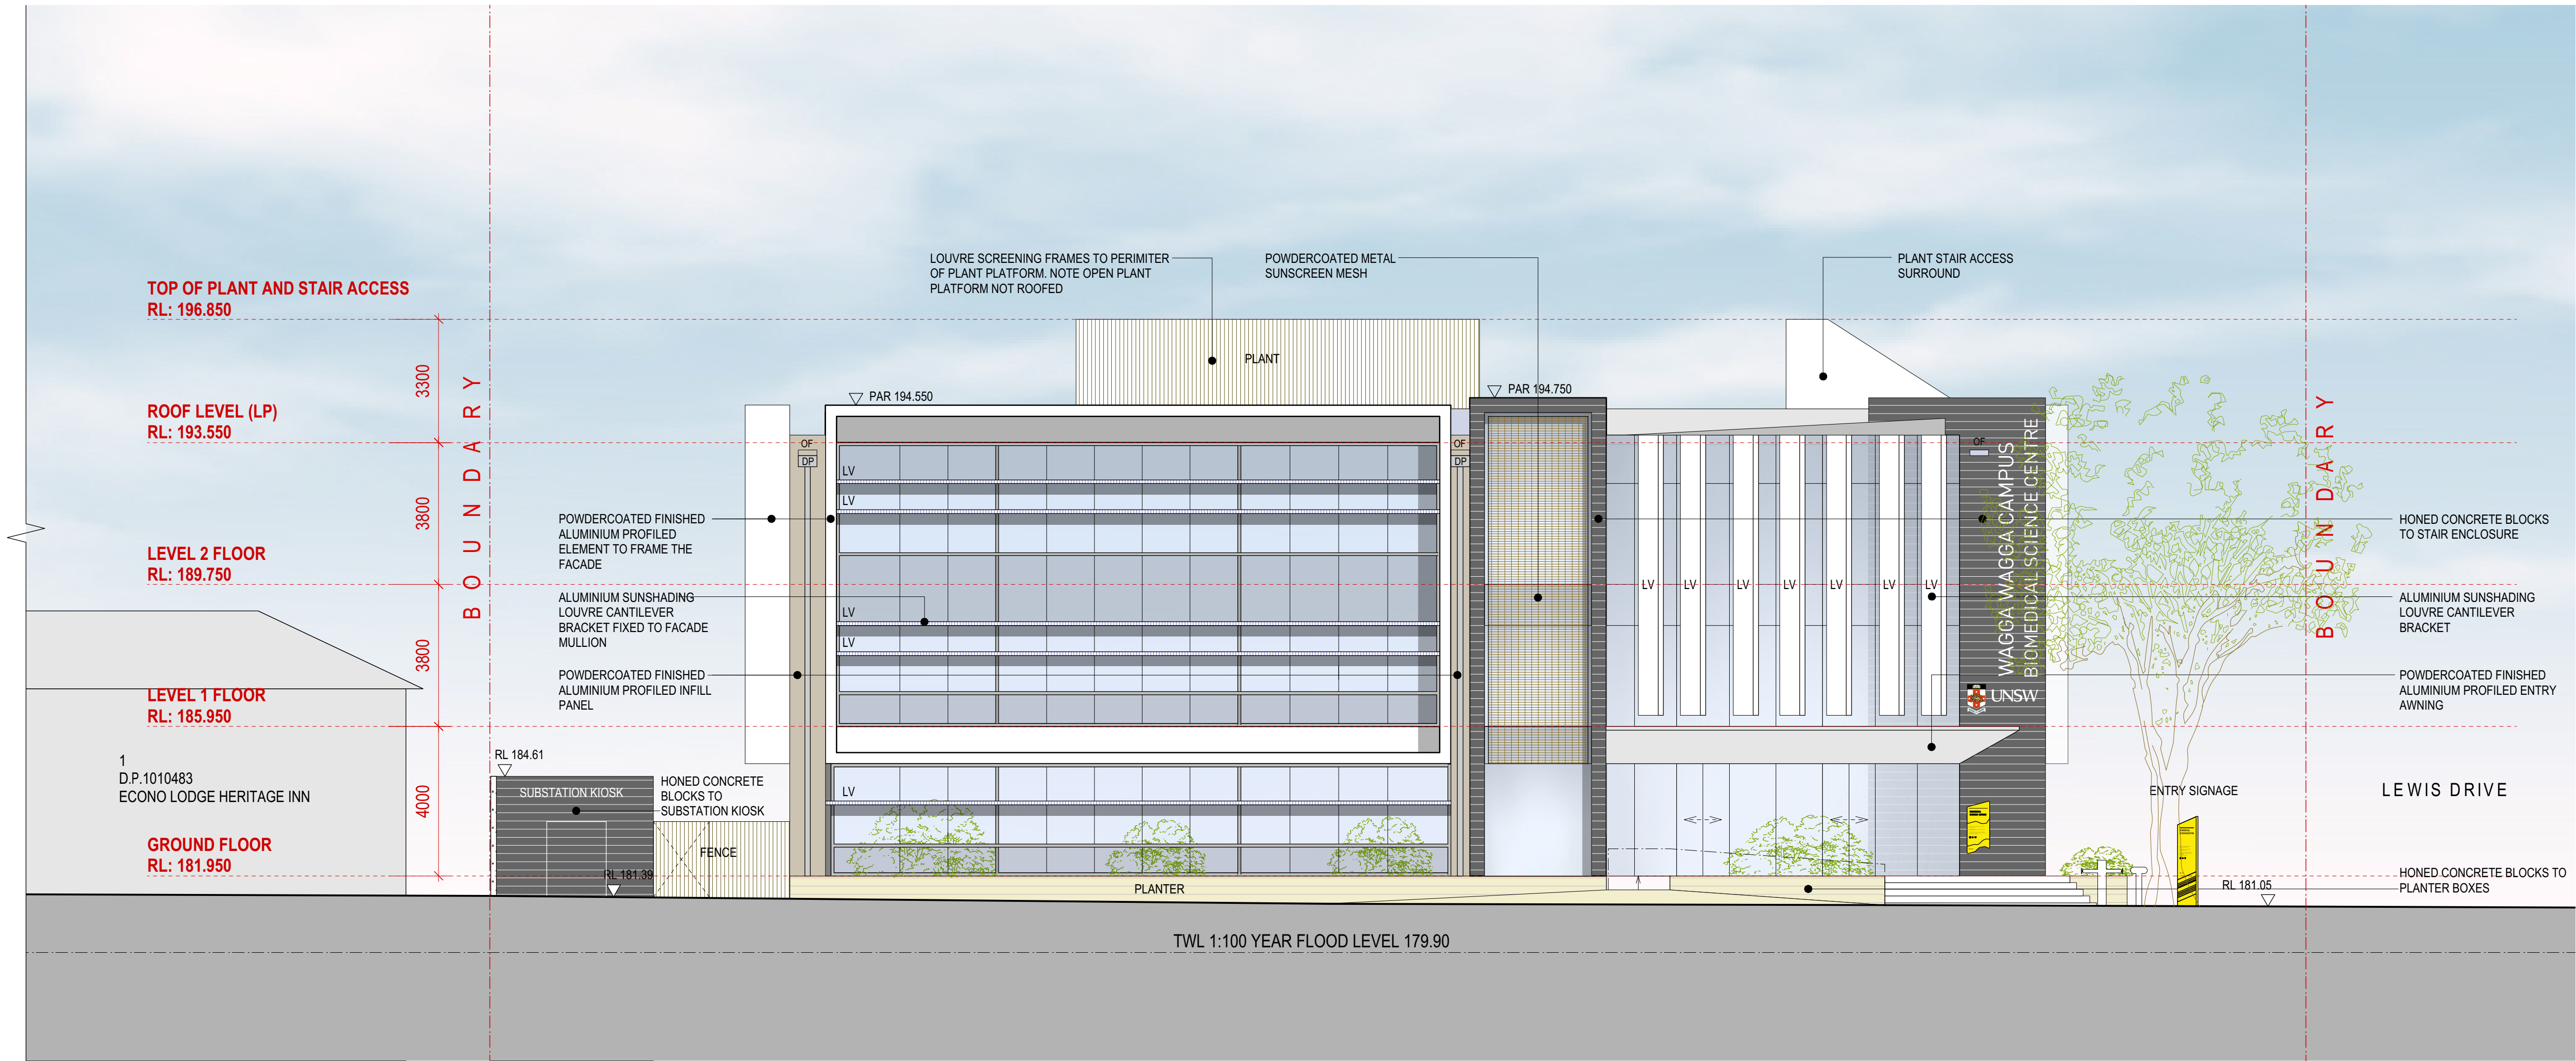 LOUVRE SCREENING FRAMES TO PERIMITER
OF PLANT PLATFORM. NOTE OPEN PLANT
PLATFORM NOT ROOFED
POWDERCOATED METAL
SUNSCREEN MESH
PLANT STAIR ACCESS
SURROUND
TOP OF PLANT AND STAIR ACCESS
RL: 196.850
3300
PLANT
PAR 194.550
PAR 194.750
ROOF LEVEL (LP)
RL: 193.550
BOUNDARY
BOUNDARY
OF
DP
OF
DP
OF
LV
LV
3800
POWDERCOATED FINISHED
ALUMINIUM PROFILED
ELEMENT TO FRAME THE
FACADE
HONED CONCRETE BLOCKS
TO STAIR ENCLOSURE
LEVEL 2 FLOOR
RL: 189.750
LV
LV
LV
LV
LV
LV
LV
WAGGA WAGGA CAMPUS
BIOMEDICAL SCIENCE CENTRE
ALUMINIUM SUNSHADING
LOUVRE CANTILEVER
BRACKET FIXED TO FACADE
MULLION
LV
LV
ALUMINIUM SUNSHADING
LOUVRE CANTILEVER
BRACKET
3800
POWDERCOATED FINISHED
ALUMINIUM PROFILED INFILL
PANEL
UNSW
POWDERCOATED FINISHED
ALUMINIUM PROFILED ENTRY
AWNING
LEVEL 1 FLOOR
RL: 185.950
1
D.P.1010483
ECONO LODGE HERITAGE INN
4000
RL 184.61
SUBSTATION KIOSK
HONED CONCRETE
BLOCKS TO
SUBSTATION KIOSK
LV
ENTRY SIGNAGE
LEWIS DRIVE
GROUND FLOOR
RL: 181.950
FENCE
RL 181.39
PLANTER
RL 181.05
HONED CONCRETE BLOCKS TO
PLANTER BOXES
TWL 1:100 YEAR FLOOD LEVEL 179.90